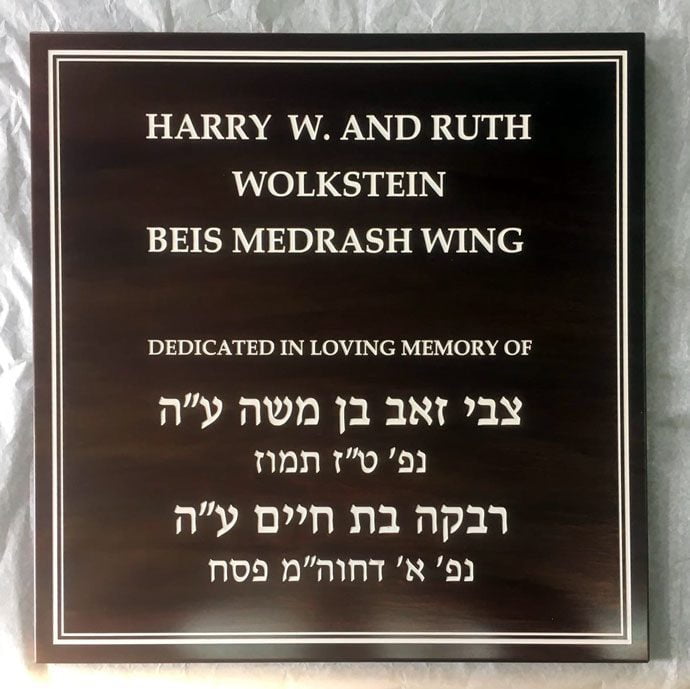 HARRY W. AND RUTH
WOLKSTEIN
BEIS MEDRASH WING
DEDICATED IN LOVING MEMORY OF
צבי זאב בן משה ע״ה
נפ׳ ט״ז תמוז
רבקה בת חיים ע״ה
נפ׳ א׳ דחוה״מ פסח